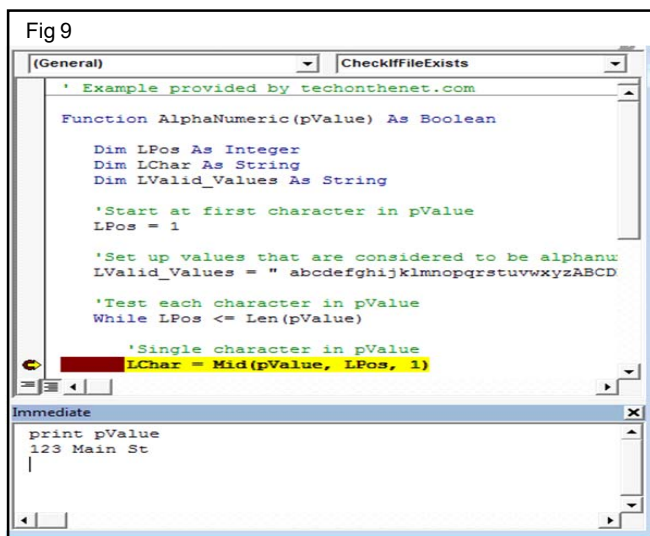 Fig 9
(General) CheckIfFileExists
' Example provided by techonthenet.com
Function AlphaNumeric(pValue) As Boolean
Dim LPos As Integer
Dim LChar As String
Dim LValid_Values As String
'Start at first character in pValue
LPos = 1
'Set up values that are considered to be alphanu
LValid_Values = " abcdefghijklmnopqrstuvwxyzABCD
'Test each character in pValue
While LPos <= Len(pValue)
'Single character in pValue
LChar = Mid(pValue, LPos, 1)
Immediate
print pValue
123 Main St